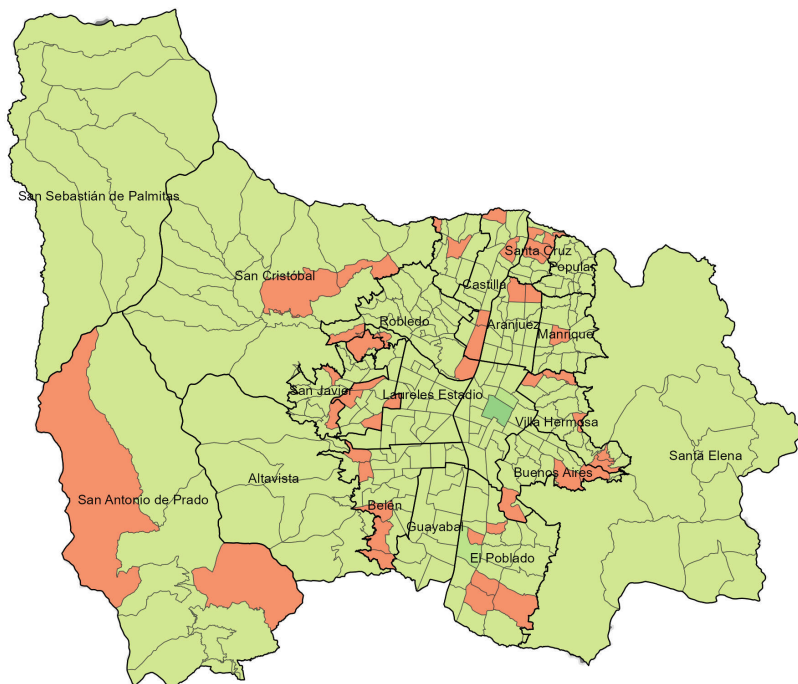 San Sebastián de Palmitas
San Cristóbal
Santa Cruz
Popular
Castilla
Robledo
Aranjuez
Manrique
San Javier
Laureles Estadio
Villa Hermosa
Santa Elena
Buenos Aires
Altavista
San Antonio de Prado
Belén
Guayabal
El Poblado